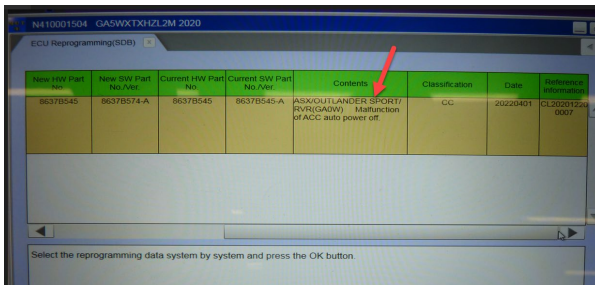 N410001504 GA5WXTXHZL2M 2020
ECU Reprogramming(SDB)
New HW Part No.
New SW Part No./Ver.
Current HW Part No.
Current SW Part No./Ver.
Contents
Classification
Date
Reference information
8637B545
8637B574-A
8637B545
8637B545-A
ASX/OUTLANDER SPORT/
RVR(GA0W) Malfunction
of ACC auto power off.
CC
20220401
CL20201220
0007
Select the reprogramming data system by system and press the OK button.